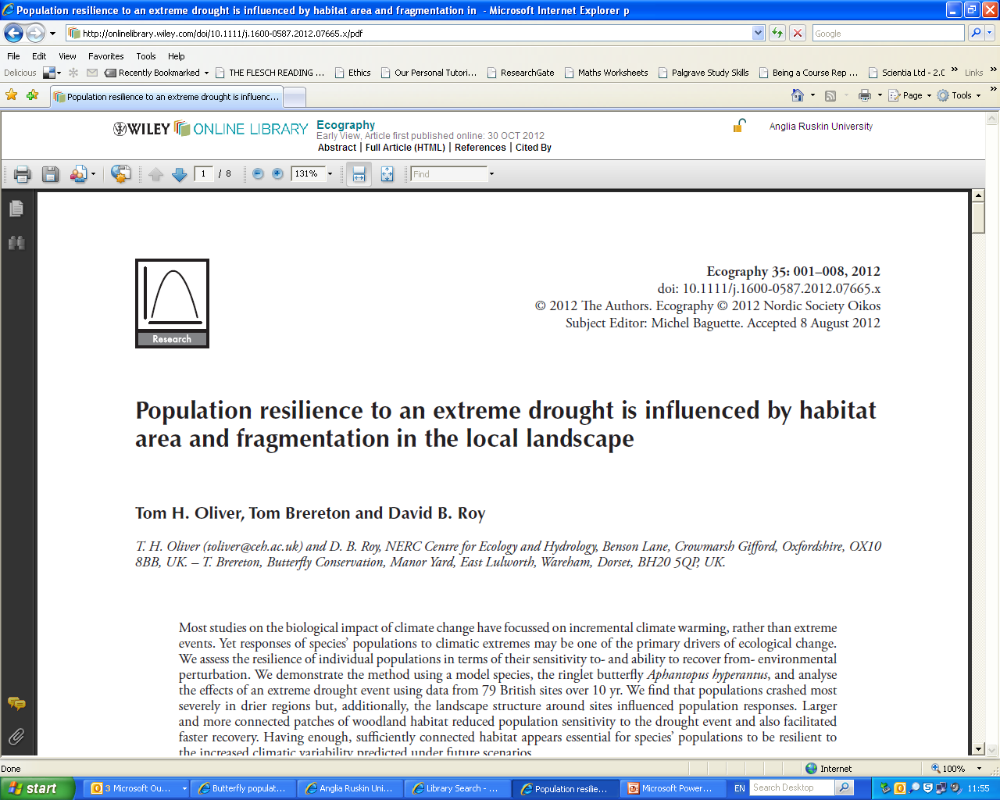 Population resilience to an extreme drought is influenced by habitat area and fragmentation in  - Microsoft Internet Explorer p
http://onlinelibrary.wiley.com/doi/10.1111/j.1600-0587.2012.07665.x/pdf
Google
File Edit View Favorites Tools Help
Delicious Recently Bookmarked THE FLESCH READING ... Ethics Our Personal Tutori... ResearchGate Maths Worksheets Palgrave Study Skills Being a Course Rep ... Scientia Ltd - 2.0 » Links »
Population resilience to an extreme drought is influenc... Page Tools »
WILEY ONLINE LIBRARY
Ecography
Early View, Article first published online: 30 OCT 2012
Abstract | Full Article (HTML) | References | Cited By
Anglia Ruskin University
1 / 8 131% Find
Research
Ecography 35: 001–008, 2012
doi: 10.1111/j.1600-0587.2012.07665.x
© 2012 The Authors. Ecography © 2012 Nordic Society Oikos
Subject Editor: Michel Baguette. Accepted 8 August 2012
Population resilience to an extreme drought is influenced by habitat
area and fragmentation in the local landscape
Tom H. Oliver, Tom Brereton and David B. Roy
T. H. Oliver (toliver@ceh.ac.uk) and D. B. Roy, NERC Centre for Ecology and Hydrology, Benson Lane, Crowmarsh Gifford, Oxfordshire, OX10
8BB, UK. – T. Brereton, Butterfly Conservation, Manor Yard, East Lulworth, Wareham, Dorset, BH20 5QP, UK.
Most studies on the biological impact of climate change have focussed on incremental climate warming, rather than extreme
events. Yet responses of species’ populations to climatic extremes may be one of the primary drivers of ecological change.
We assess the resilience of individual populations in terms of their sensitivity to- and ability to recover from- environmental
perturbation. We demonstrate the method using a model species, the ringlet butterfly Aphantopus hyperantus, and analyse
the effects of an extreme drought event using data from 79 British sites over 10 yr. We find that populations crashed most
severely in drier regions but, additionally, the landscape structure around sites influenced population responses. Larger
and more connected patches of woodland habitat reduced population sensitivity to the drought event and also facilitated
faster recovery. Having enough, sufficiently connected habitat appears essential for species’ populations to be resilient to
the increased climatic variability predicted under future scenarios.
Done Internet 100%
start 3 Microsoft Ou... Butterfly populat... Anglia Ruskin Uni... Library Search - ... Population resilie... Microsoft Power... EN Search Desktop 11:55